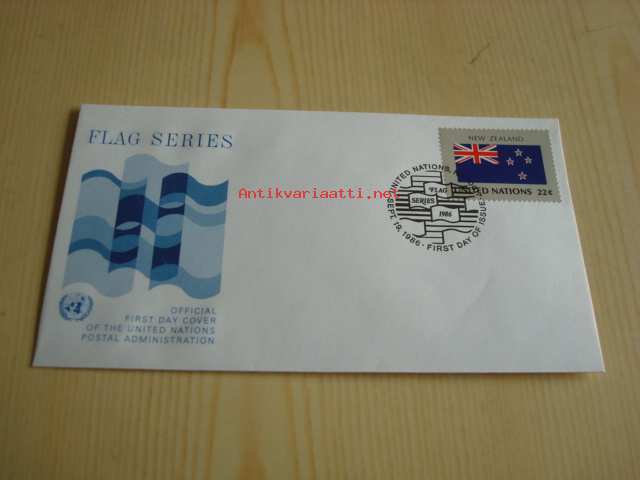 FLAG SERIES
NEW ZEALAND
UNITED NATIONS 22¢
UNITED NATIONS,
"FLAG
SERIES"
1986
SEPT. 19, 1986 · FIRST DAY OF ISSUE
Antikvariaatti.net
OFFICIAL
FIRST DAY COVER
OF THE UNITED NATIONS
POSTAL ADMINISTRATION